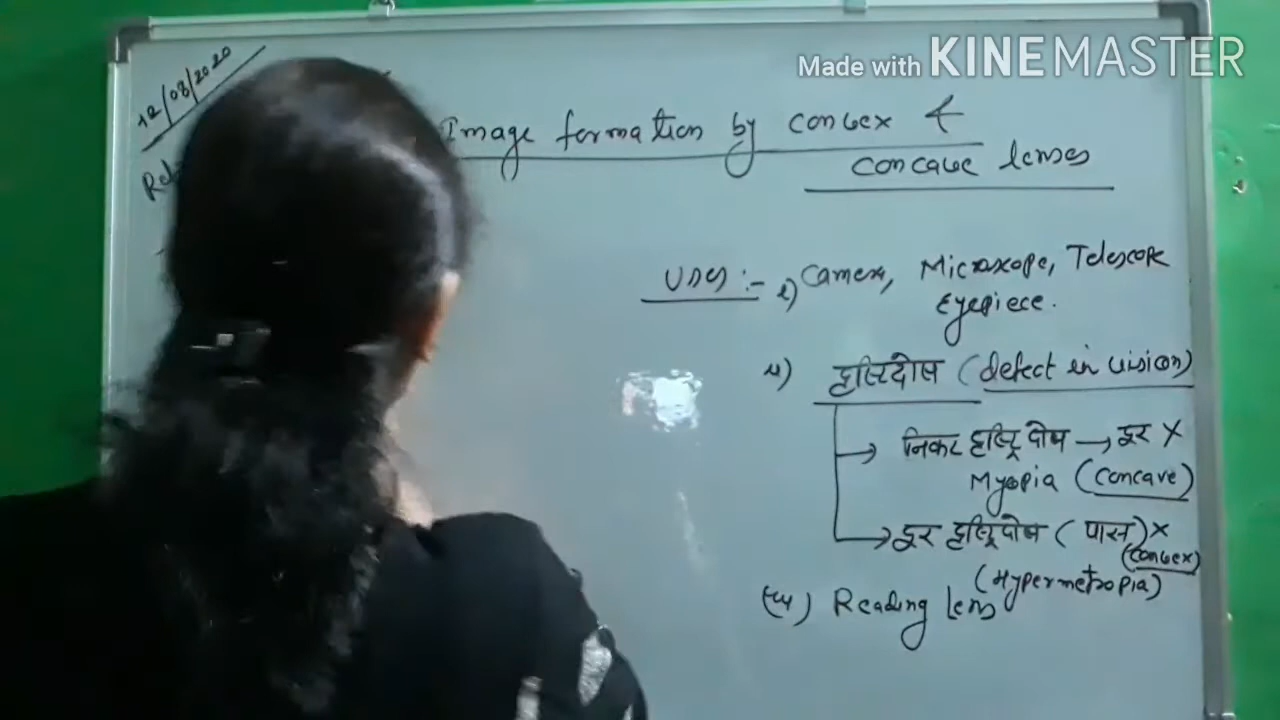 Made with KINEMASTER
12/08/2020
Image formation by convex &
concave lenses
Uses :- i) Camera, Microscope, Telescope
Eyepiece.
ii) दृष्टिदोष (defect in vision)
→ निकट दृष्टि दोष → दूर X
Myopia (concave)
→ दूर दृष्टि दोष (पास) X
(convex)
(Hypermetropia)
Reading lens